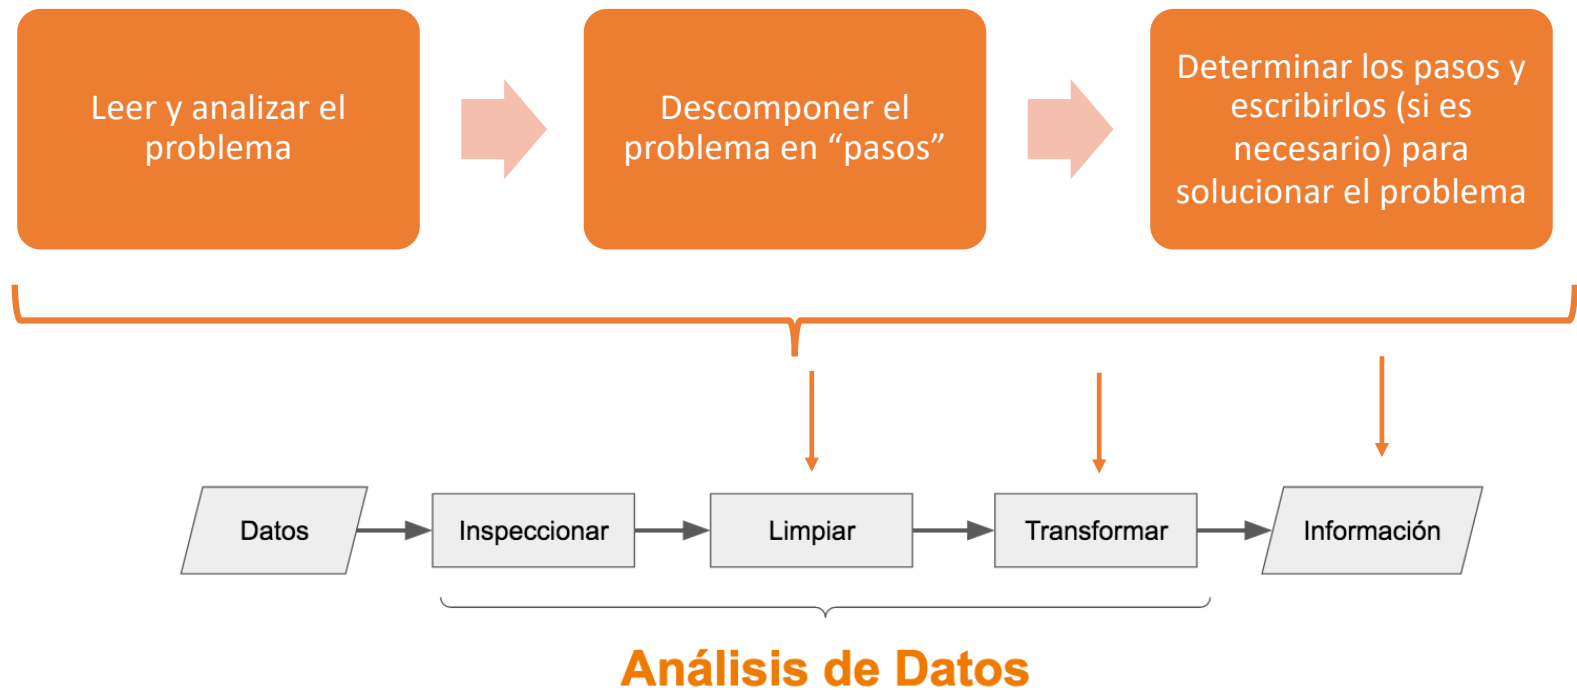 Leer y analizar el
problema
Descomponer el
problema en “pasos”
Determinar los pasos y
escribirlos (si es
necesario) para
solucionar el problema
Datos
Inspeccionar
Limpiar
Transformar
Información
Análisis de Datos